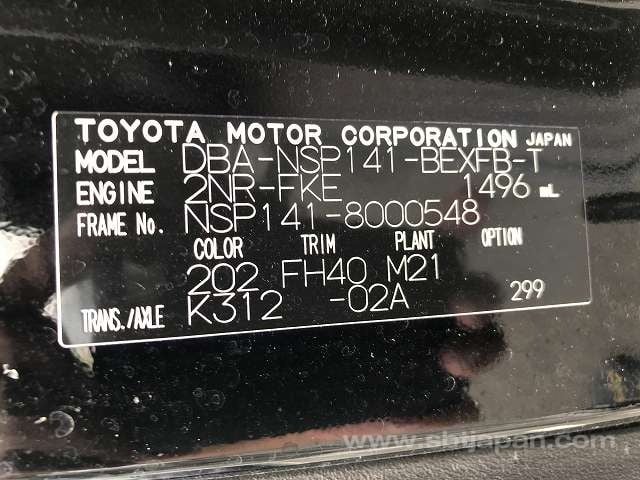 TOYOTA MOTOR CORPORATION JAPAN
MODEL DBA-NSP141-BEXFB-T
ENGINE 2NR-FKE 1496 mL
FRAME No. NSP141-8000548
COLOR TRIM PLANT OPTION
202 FH40 M21
TRANS./AXLE K312 -02A 299
www.sbtjapan.com